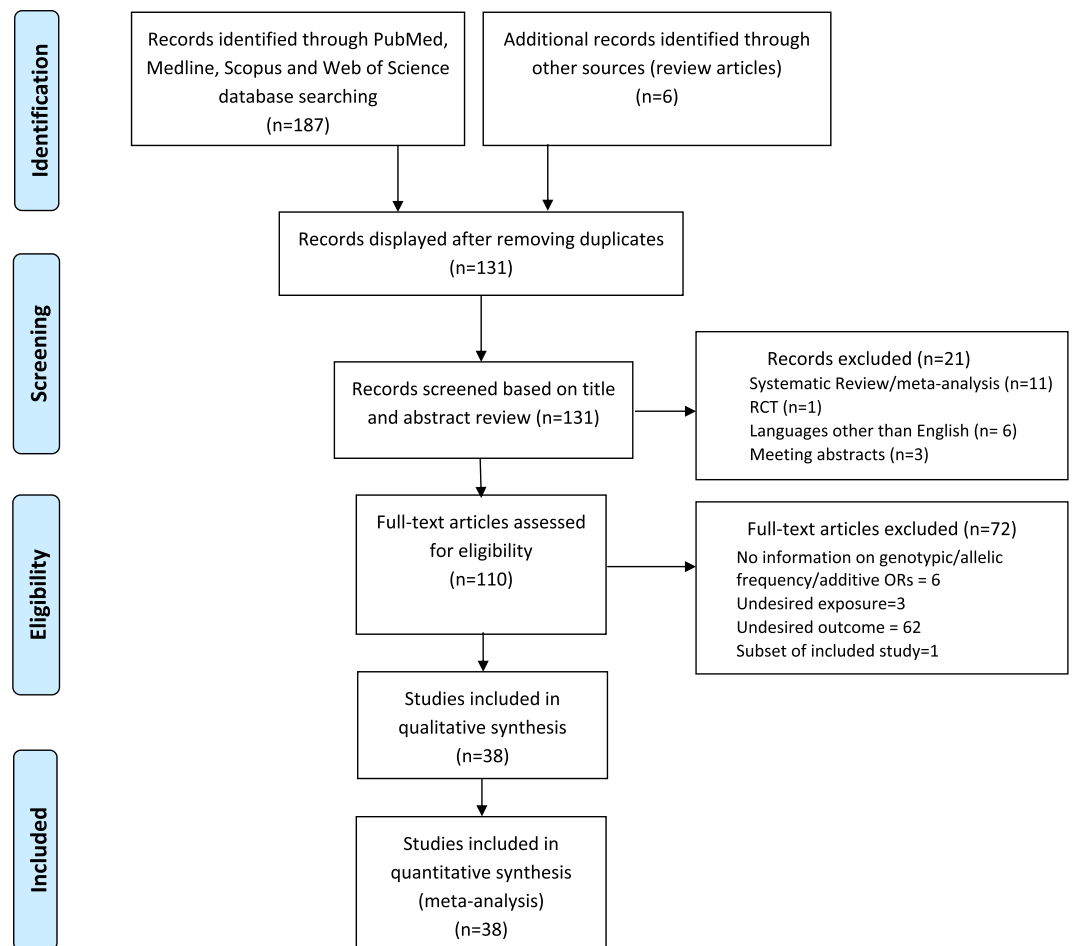 Identification
Records identified through PubMed,
Medline, Scopus and Web of Science
database searching
(n=187)
Additional records identified through
other sources (review articles)
(n=6)
Records displayed after removing duplicates
(n=131)
Screening
Records screened based on title
and abstract review (n=131)
Records excluded (n=21)
Systematic Review/meta-analysis (n=11)
RCT (n=1)
Languages other than English (n= 6)
Meeting abstracts (n=3)
Eligibility
Full-text articles assessed
for eligibility
(n=110)
Full-text articles excluded (n=72)
No information on genotypic/allelic
frequency/additive ORs = 6
Undesired exposure=3
Undesired outcome = 62
Subset of included study=1
Studies included in
qualitative synthesis
(n=38)
Included
Studies included in
quantitative synthesis
(meta-analysis)
(n=38)